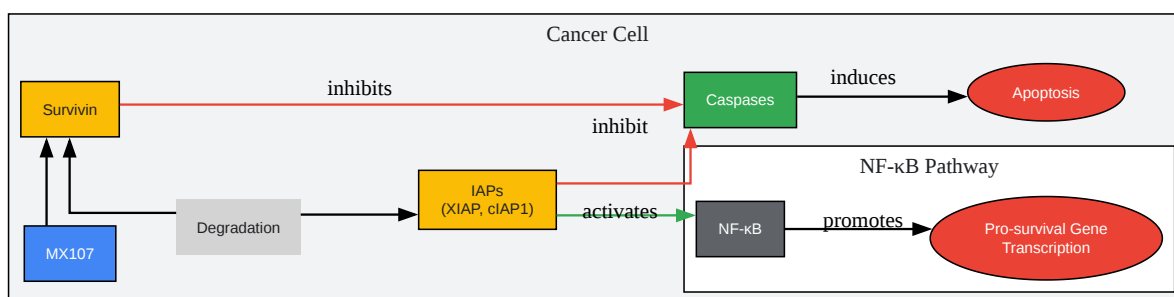 Cancer Cell
Survivin
inhibits
Caspases
induces
Apoptosis
inhibit
NF-κB Pathway
IAPs
(XIAP, cIAP1)
activates
NF-κB
promotes
Pro-survival Gene
Transcription
Degradation
MX107